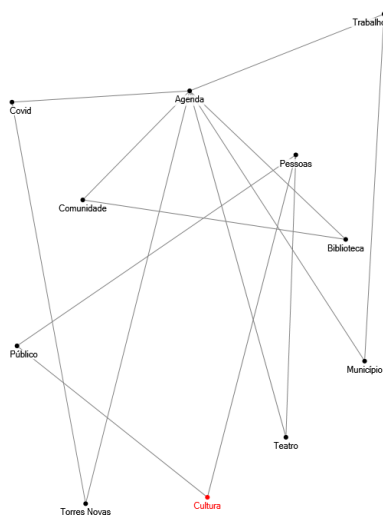 Trabalho
Agenda
Covid
Pessoas
Comunidade
Biblioteca
Público
Município
Teatro
Cultura
Torres Novas